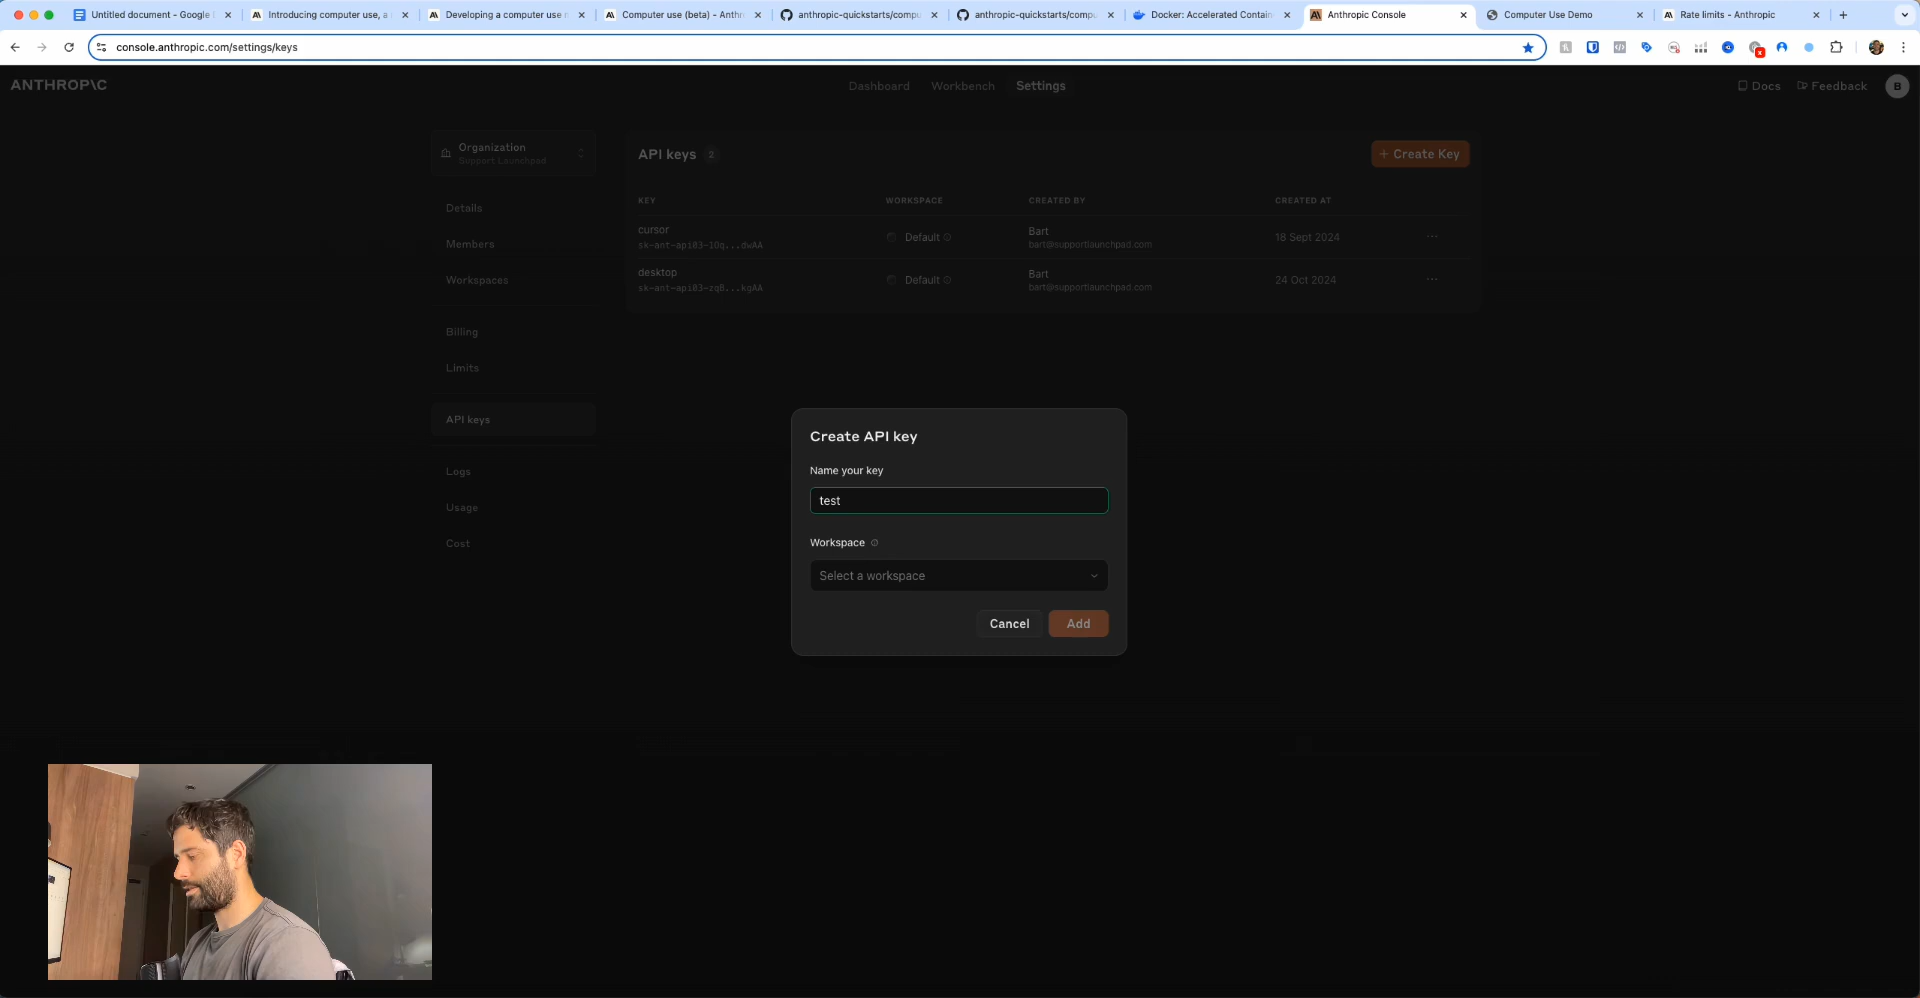 Untitled document - Google
Introducing computer use, a
Developing a computer use
Computer use (beta) - Anthr
anthropic-quickstarts/compu
anthropic-quickstarts/compu
Docker: Accelerated Contain
Anthropic Console
Computer Use Demo
Rate limits - Anthropic
console.anthropic.com/settings/keys
ANTHROP\C
Dashboard
Workbench
Settings
Docs
Feedback
B
Organization
Support Launchpad
Details
Members
Workspaces
Billing
Limits
API keys
Logs
Usage
Cost
API keys 2
+ Create Key
KEY WORKSPACE CREATED BY CREATED AT
cursor
sk-ant-api03-1Oq...dwAA
Default
Bart
bart@supportlaunchpad.com
18 Sept 2024
desktop
sk-ant-api03-zqB...kgAA
Default
Bart
bart@supportlaunchpad.com
24 Oct 2024
Create API key
Name your key
test
Workspace
Select a workspace
Cancel
Add